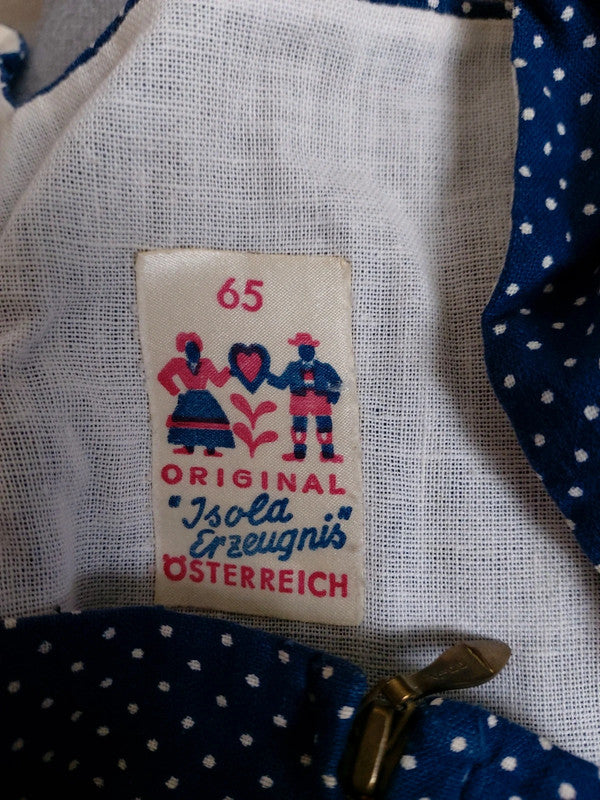 65
ORIGINAL
"Isola
Erzeugnis"
ÖSTERREICH